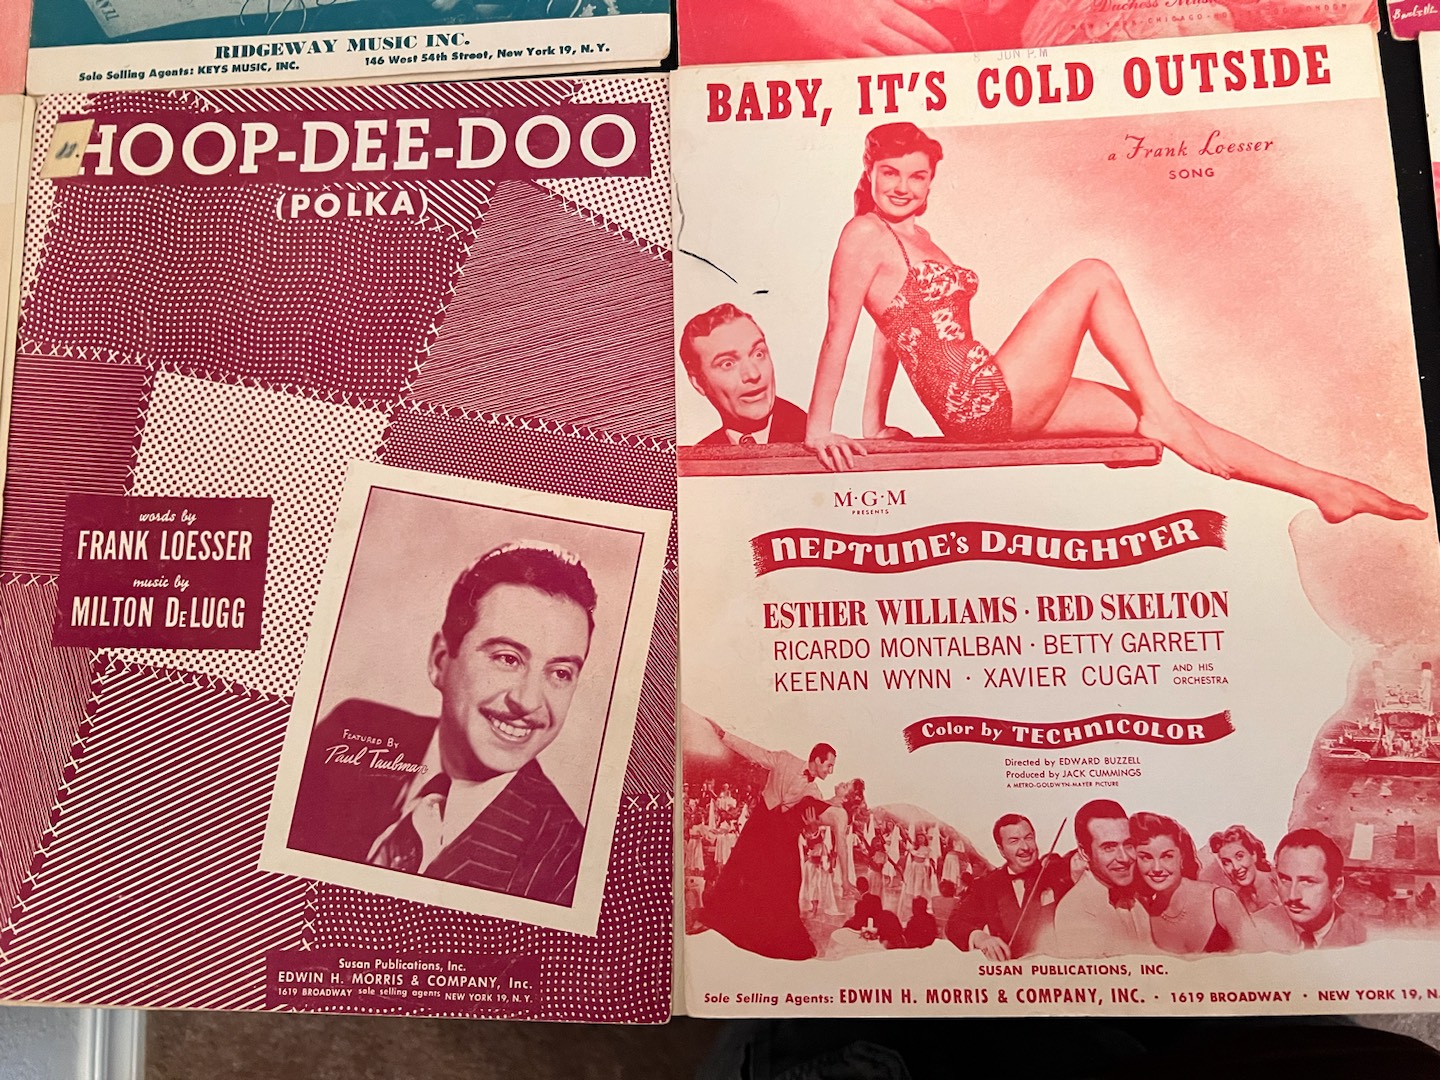 RIDGEWAY MUSIC INC.
Sole Selling Agents: KEYS MUSIC, INC. 146 West 54th Street, New York 19, N. Y.
HOOP-DEE-DOO
(POLKA)
words by
FRANK LOESSER
music by
MILTON DeLUGG
FEATURED BY
Paul Taubman
Susan Publications, Inc.
EDWIN H. MORRIS & COMPANY, Inc.
1619 BROADWAY sole selling agents NEW YORK 19, N. Y.
Duchess Music
JUN P.M
BABY, IT'S COLD OUTSIDE
a Frank Loesser
SONG
M·G·M
PRESENTS
NEPTUNE'S DAUGHTER
ESTHER WILLIAMS · RED SKELTON
RICARDO MONTALBAN · BETTY GARRETT
KEENAN WYNN · XAVIER CUGAT AND HIS ORCHESTRA
Color by TECHNICOLOR
Directed by EDWARD BUZZELL
Produced by JACK CUMMINGS
A METRO-GOLDWYN-MAYER PICTURE
SUSAN PUBLICATIONS, INC.
Sole Selling Agents: EDWIN H. MORRIS & COMPANY, INC. · 1619 BROADWAY · NEW YORK 19, N.